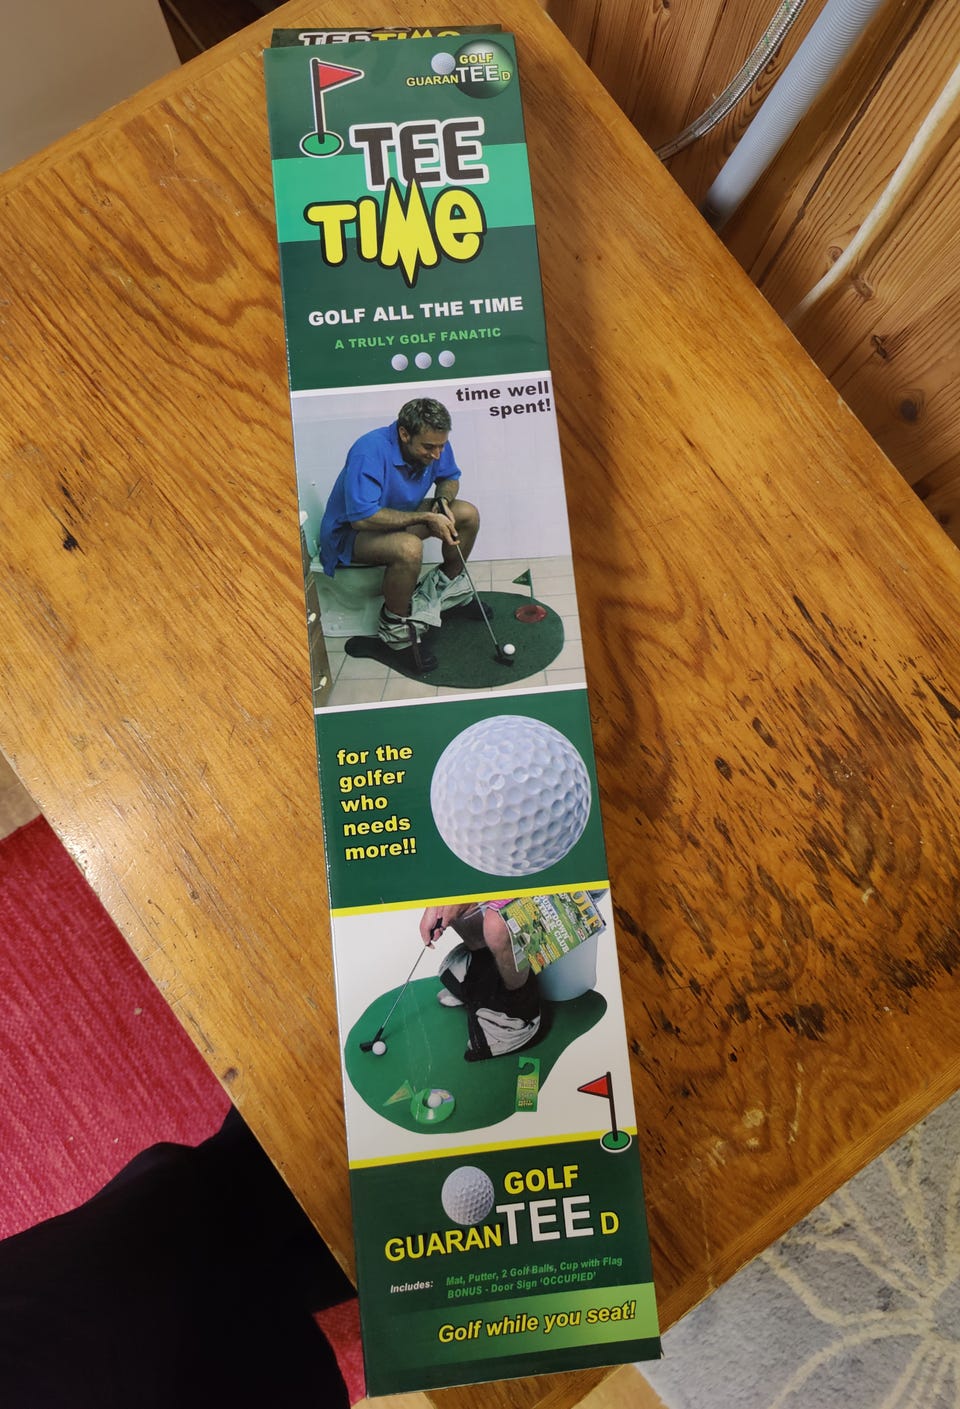 TEE TIME
GOLF
GUARANTEED
TEE
TIME
GOLF ALL THE TIME
A TRULY GOLF FANATIC
time well
spent!
for the
golfer
who
needs
more!!
GOLF
GUARANTEED
Includes: Mat, Putter, 2 Golf Balls, Cup with Flag
BONUS - Door Sign 'OCCUPIED'
Golf while you seat!